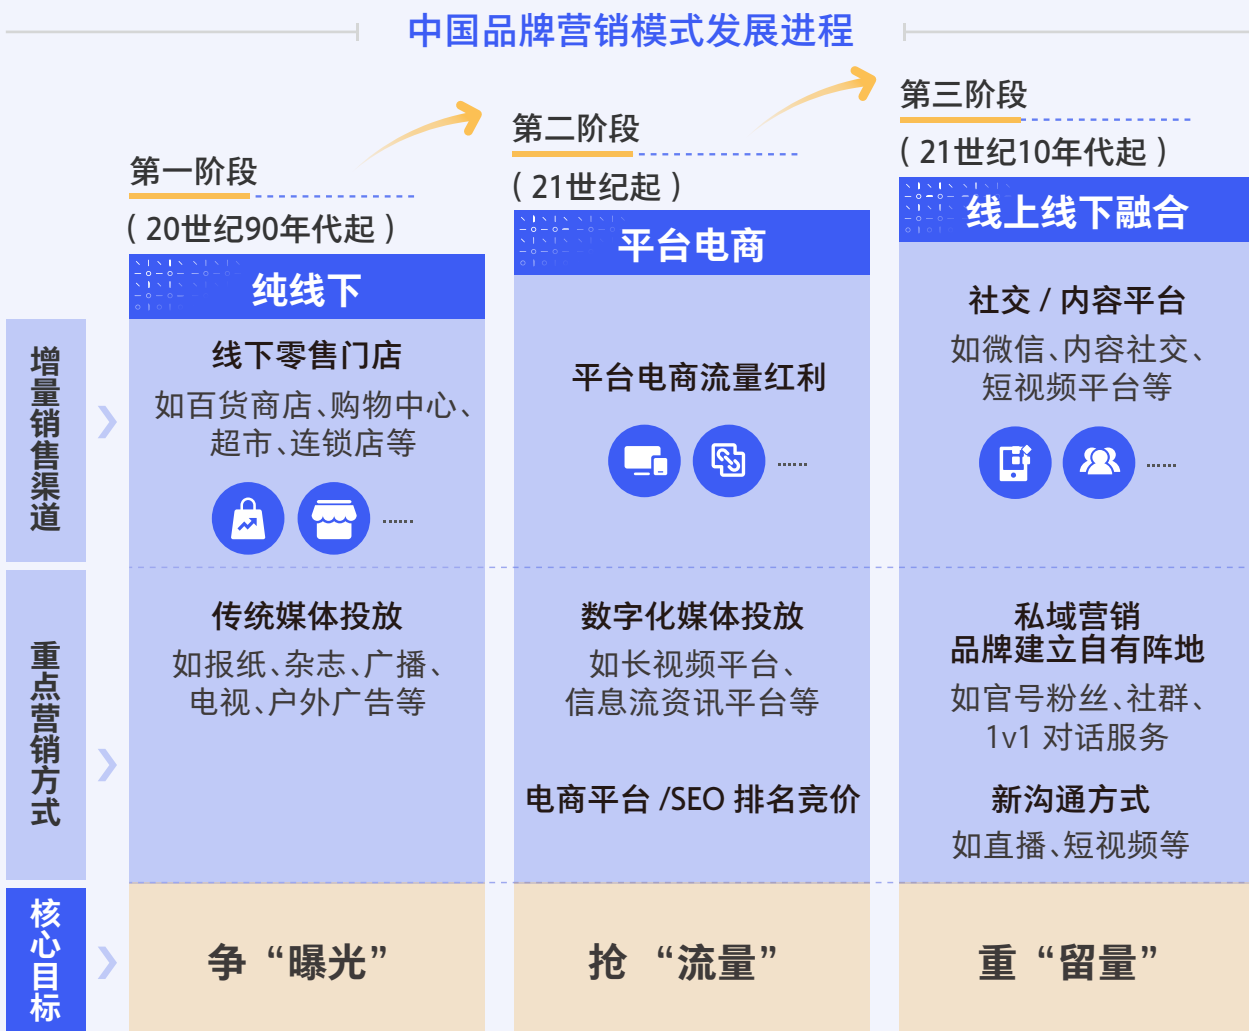 中国品牌营销模式发展进程
第一阶段
（20世纪90年代起）
纯线下
第二阶段
（21世纪起）
平台电商
第三阶段
（21世纪10年代起）
线上线下融合
增量销售渠道
线下零售门店
如百货商店、购物中心、
超市、连锁店等
……
平台电商流量红利
……
社交 / 内容平台
如微信、内容社交、
短视频平台等
……
重点营销方式
传统媒体投放
如报纸、杂志、广播、
电视、户外广告等
数字化媒体投放
如长视频平台、
信息流资讯平台等
电商平台 /SEO 排名竞价
私域营销
品牌建立自有阵地
如官号粉丝、社群、
1v1 对话服务
新沟通方式
如直播、短视频等
核心目标
争“曝光”
抢 “流量”
重“留量”